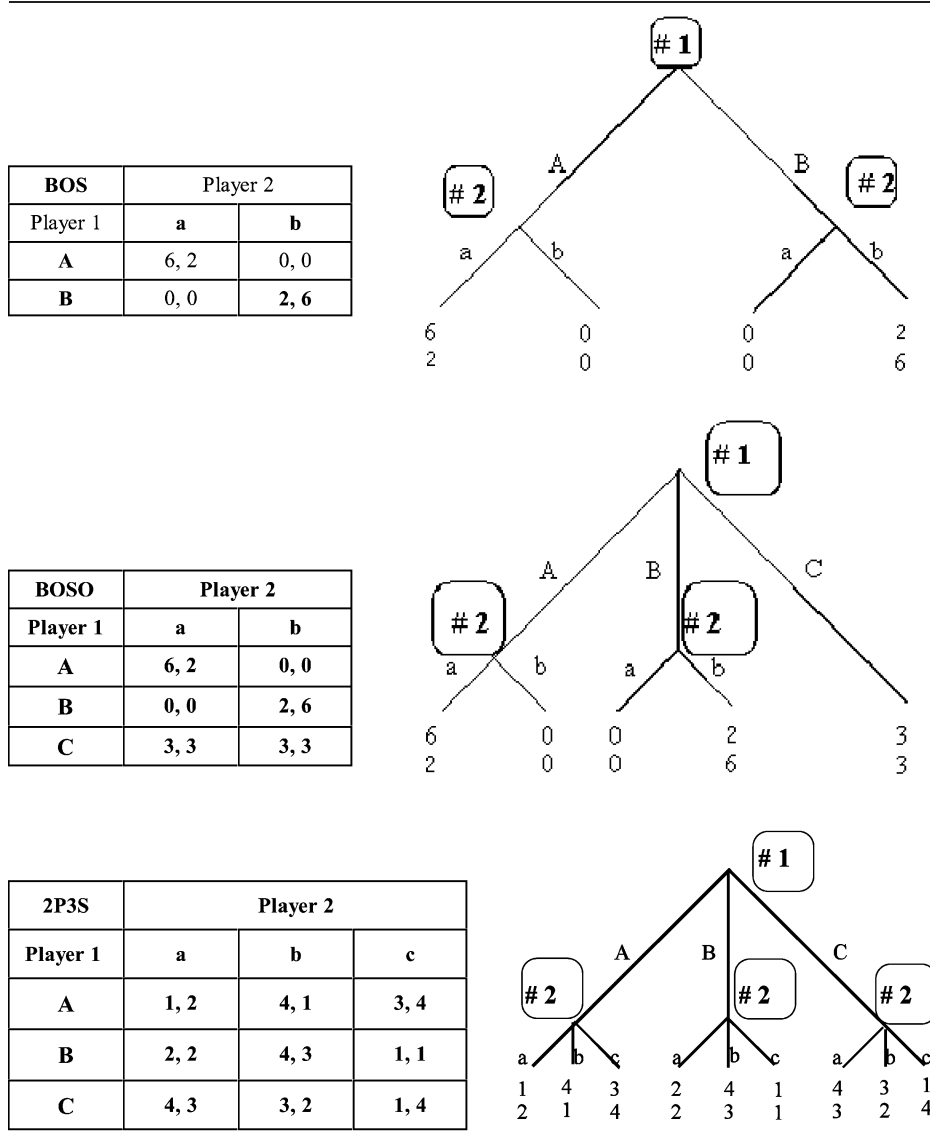 # 1
A B
# 2 # 2
BOS Player 2
Player 1 a b
A 6, 2 0, 0
B 0, 0 2, 6
a b a b
6 0 0 2
2 0 0 6
# 1
A B C
# 2 # 2
BOSO Player 2
Player 1 a b
A 6, 2 0, 0
B 0, 0 2, 6
C 3, 3 3, 3
a b a b
6 0 0 2 3
2 0 0 6 3
# 1
A B C
# 2 # 2 # 2
2P3S Player 2
Player 1 a b c
A 1, 2 4, 1 3, 4
B 2, 2 4, 3 1, 1
C 4, 3 3, 2 1, 4
a b c a b c a b c
1 4 3 2 4 1 4 3 1
2 1 4 2 3 1 3 2 4